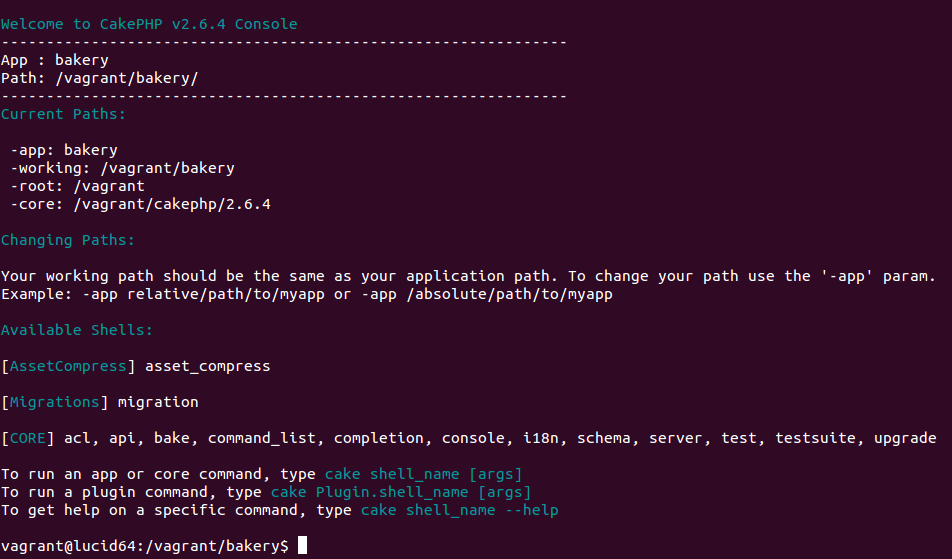 Welcome to CakePHP v2.6.4 Console
---------------------------------------------------------------
App : bakery
Path: /vagrant/bakery/
---------------------------------------------------------------
Current Paths:
-app: bakery
-working: /vagrant/bakery
-root: /vagrant
-core: /vagrant/cakephp/2.6.4
Changing Paths:
Your working path should be the same as your application path. To change your path use the '-app' param.
Example: -app relative/path/to/myapp or -app /absolute/path/to/myapp
Available Shells:
[AssetCompress] asset_compress
[Migrations] migration
[CORE] acl, api, bake, command_list, completion, console, i18n, schema, server, test, testsuite, upgrade
To run an app or core command, type cake shell_name [args]
To run a plugin command, type cake Plugin.shell_name [args]
To get help on a specific command, type cake shell_name --help
vagrant@lucid64:/vagrant/bakery$